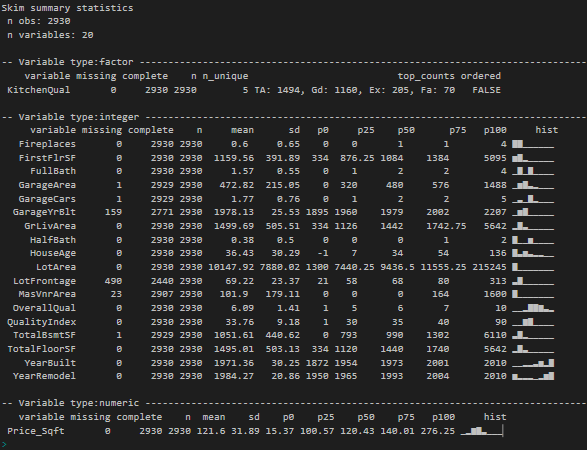 Skim summary statistics
n obs: 2930
n variables: 20
-- Variable type:factor --------------------------------------------------------------
variable missing complete n n_unique top_counts ordered
KitchenQual 0 2930 2930 5 TA: 1494, Gd: 1160, Ex: 205, Fa: 70 FALSE
-- Variable type:integer -------------------------------------------------------------
variable missing complete n mean sd p0 p25 p50 p75 p100 hist
Fireplaces 0 2930 2930 0.6 0.65 0 0 1 1 4
FirstFlrSF 0 2930 2930 1159.56 391.89 334 876.25 1084 1384 5095
FullBath 0 2930 2930 1.57 0.55 0 1 2 2 4
GarageArea 1 2929 2930 472.82 215.05 0 320 480 576 1488
GarageCars 1 2929 2930 1.77 0.76 0 1 2 2 5
GarageYrBlt 159 2771 2930 1978.13 25.53 1895 1960 1979 2002 2207
GrLivArea 0 2930 2930 1499.69 505.51 334 1126 1442 1742.75 5642
HalfBath 0 2930 2930 0.38 0.5 0 0 0 1 2
HouseAge 0 2930 2930 36.43 30.29 -1 7 34 54 136
LotArea 0 2930 2930 10147.92 7880.02 1300 7440.25 9436.5 11555.25 215245
LotFrontage 490 2440 2930 69.22 23.37 21 58 68 80 313
MasVnrArea 23 2907 2930 101.9 179.11 0 0 0 164 1600
OverallQual 0 2930 2930 6.09 1.41 1 5 6 7 10
QualityIndex 0 2930 2930 33.76 9.18 1 30 35 40 90
TotalBsmtSF 1 2929 2930 1051.61 440.62 0 793 990 1302 6110
TotalFloorSF 0 2930 2930 1495.01 503.13 334 1120 1440 1740 5642
YearBuilt 0 2930 2930 1971.36 30.25 1872 1954 1973 2001 2010
YearRemodel 0 2930 2930 1984.27 20.86 1950 1965 1993 2004 2010
-- Variable type:numeric -------------------------------------------------------------
variable missing complete n mean sd p0 p25 p50 p75 p100 hist
Price_Sqft 0 2930 2930 121.6 31.89 15.37 100.57 120.43 140.01 276.25
>